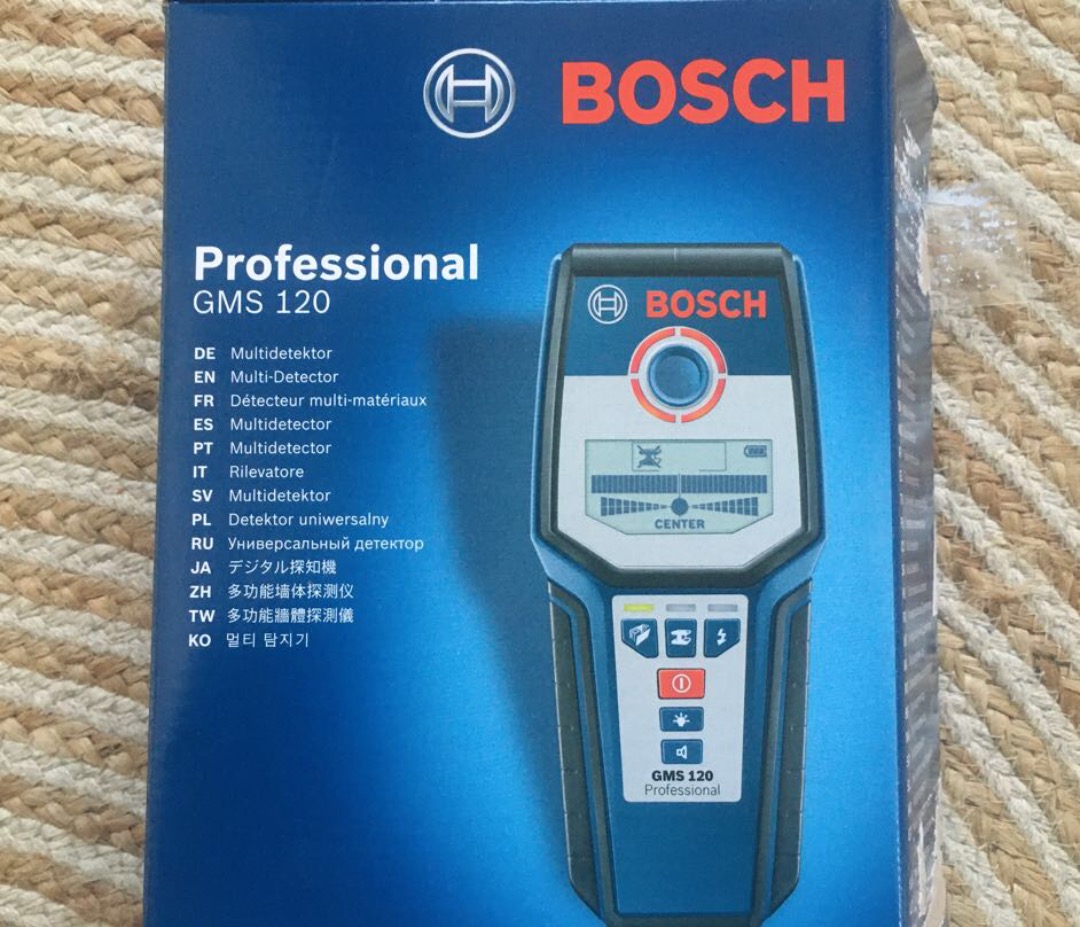 BOSCH
Professional
GMS 120
DE Multidetektor
EN Multi-Detector
FR Détecteur multi-matériaux
ES Multidetector
PT Multidetector
IT Rilevatore
SV Multidetektor
PL Detektor uniwersalny
RU Универсальный детектор
JA デジタル探知機
ZH 多功能墙体探测仪
TW 多功能牆體探測儀
KO 멀티 탐지기
BOSCH
CENTER
GMS 120
Professional